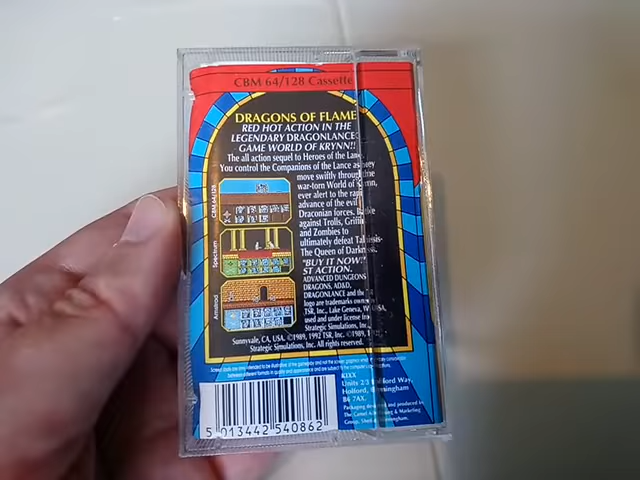 CBM 64/128 Cassette
DRAGONS OF FLAME
RED HOT ACTION IN THE
LEGENDARY DRAGONLANCE
GAME WORLD OF KRYNN!!
The all action sequel to Heroes of the Lance
You control the Companions of the Lance as they
move swiftly through the
war-torn World of Krynn,
ever alert to the rapid
advance of the evil
Draconian forces.
against Trolls,
and Zombies to
ultimately defeat
The Queen of Darkness.
"BUY IT NOW!!
ST ACTION.
ADVANCED DUNGEONS
DRAGONS, AD&D,
DRAGONLANCE and the
logo are trademarks
TSR, Inc., Lake Geneva, WI, USA,
used and under license from
Strategic Simulations, Inc.,
Sunnyvale, CA. USA. ©1989, 1992 TSR, Inc. ©1989,
Strategic Simulations, Inc. All rights reserved.
CBM 64/128
Spectrum
Amstrad
KIXX
Units 2/3 Holford Way,
Holford, Birmingham
B6 7AX.
5 013442 540862